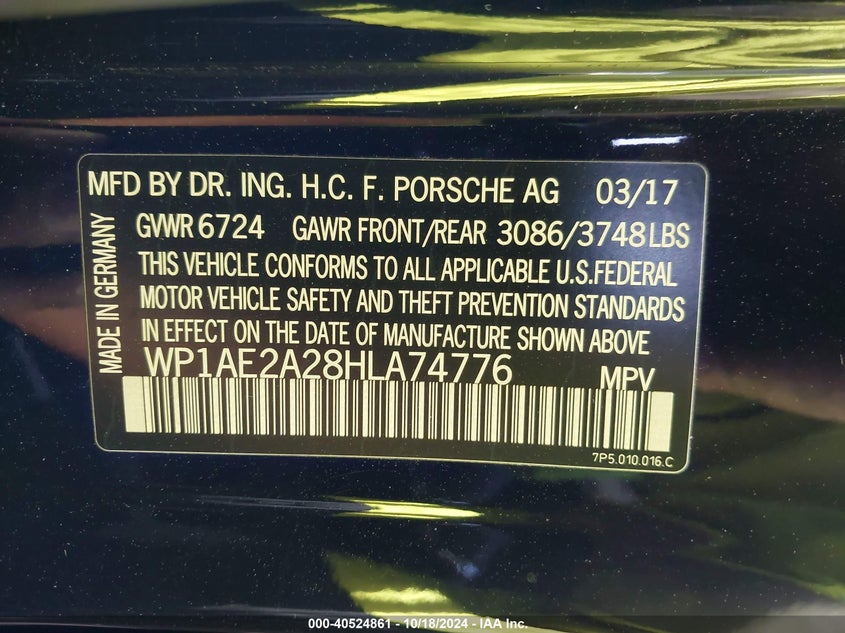 MFD BY DR. ING. H.C. F. PORSCHE AG 03/17
GWWR 6724 GAWR FRONT/REAR 3086/3748 LBS
THIS VEHICLE CONFORMS TO ALL APPLICABLE U.S.FEDERAL
MOTOR VEHICLE SAFETY AND THEFT PREVENTION STANDARDS
IN EFFECT ON THE DATE OF MANUFACTURE SHOWN ABOVE
WP1AE2A28HLA74776 MPV
MADE IN GERMANY
7P5.010.016.C
000-40524861 - 10/18/2024 - IAA Inc.